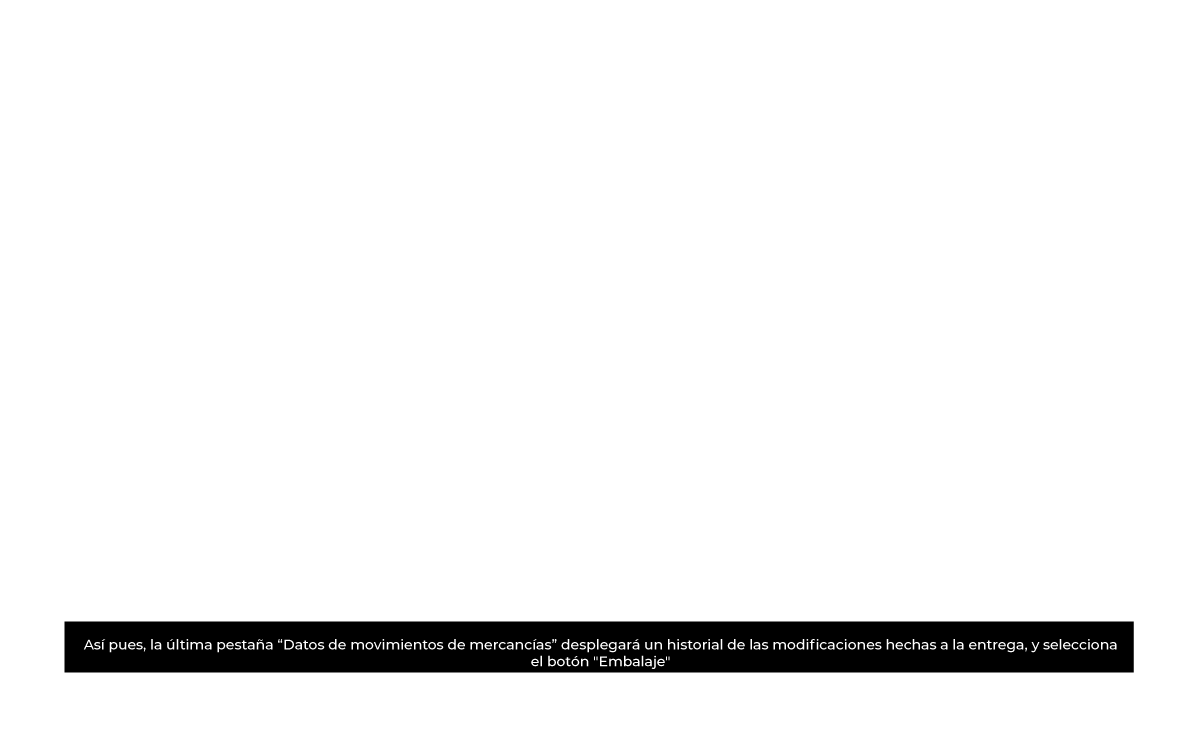 Así pues, la última pestaña “Datos de movimientos de mercancías” desplegará un historial de las modificaciones hechas a la entrega, y selecciona
el botón "Embalaje"